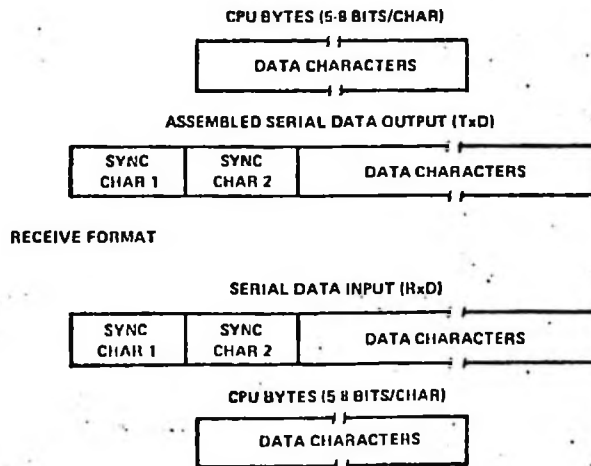 CPU BYTES (5-8 BITS/CHAR)
DATA CHARACTERS
ASSEMBLED SERIAL DATA OUTPUT (TxD)
SYNC CHAR 1
SYNC CHAR 2
DATA CHARACTERS
RECEIVE FORMAT
SERIAL DATA INPUT (RxD)
SYNC CHAR 1
SYNC CHAR 2
DATA CHARACTERS
CPU BYTES (5 8 BITS/CHAR)
DATA CHARACTERS